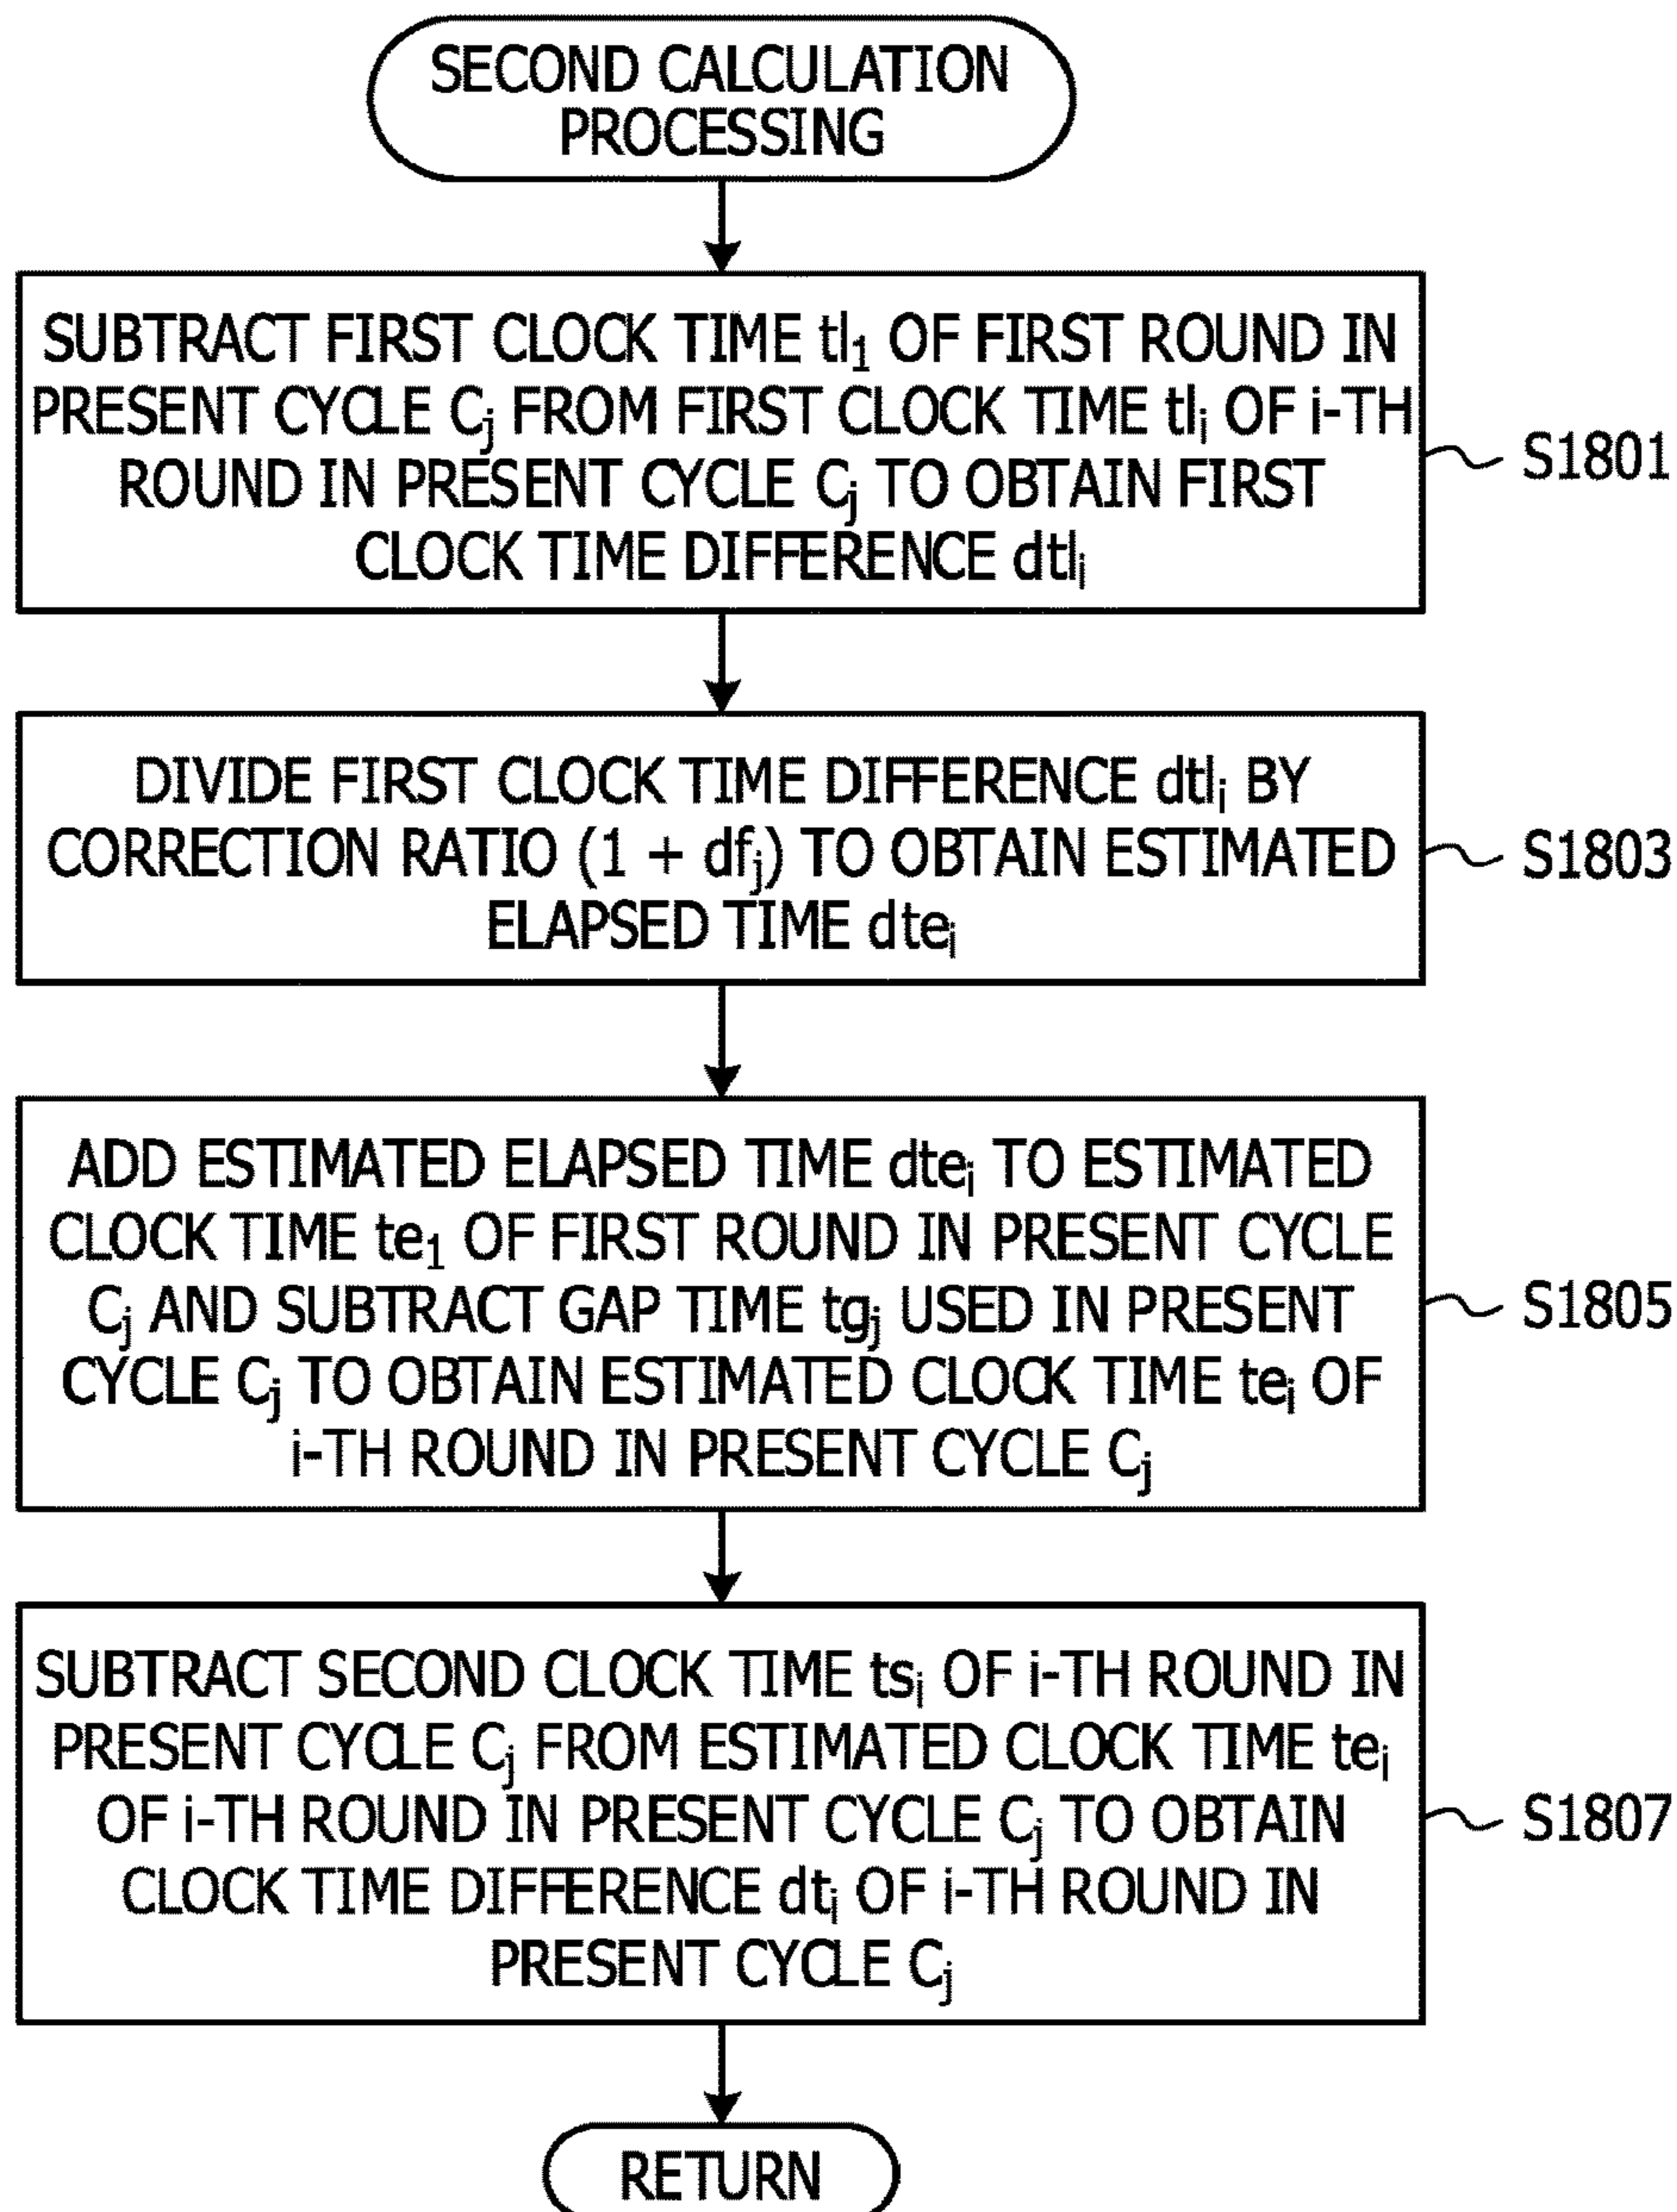 SECOND CALCULATION
PROCESSING
SUBTRACT FIRST CLOCK TIME tl₁ OF FIRST ROUND IN
PRESENT CYCLE Cⱼ FROM FIRST CLOCK TIME tlᵢ OF i-TH
ROUND IN PRESENT CYCLE Cⱼ TO OBTAIN FIRST
CLOCK TIME DIFFERENCE dtlᵢ
S1801
DIVIDE FIRST CLOCK TIME DIFFERENCE dtlᵢ BY
CORRECTION RATIO (1 + dfⱼ) TO OBTAIN ESTIMATED
ELAPSED TIME dteᵢ
S1803
ADD ESTIMATED ELAPSED TIME dteᵢ TO ESTIMATED
CLOCK TIME te₁ OF FIRST ROUND IN PRESENT CYCLE
Cⱼ AND SUBTRACT GAP TIME tgⱼ USED IN PRESENT
CYCLE Cⱼ TO OBTAIN ESTIMATED CLOCK TIME teᵢ OF
i-TH ROUND IN PRESENT CYCLE Cⱼ
S1805
SUBTRACT SECOND CLOCK TIME tsᵢ OF i-TH ROUND IN
PRESENT CYCLE Cⱼ FROM ESTIMATED CLOCK TIME teᵢ
OF i-TH ROUND IN PRESENT CYCLE Cⱼ TO OBTAIN
CLOCK TIME DIFFERENCE dtᵢ OF i-TH ROUND IN
PRESENT CYCLE Cⱼ
S1807
RETURN